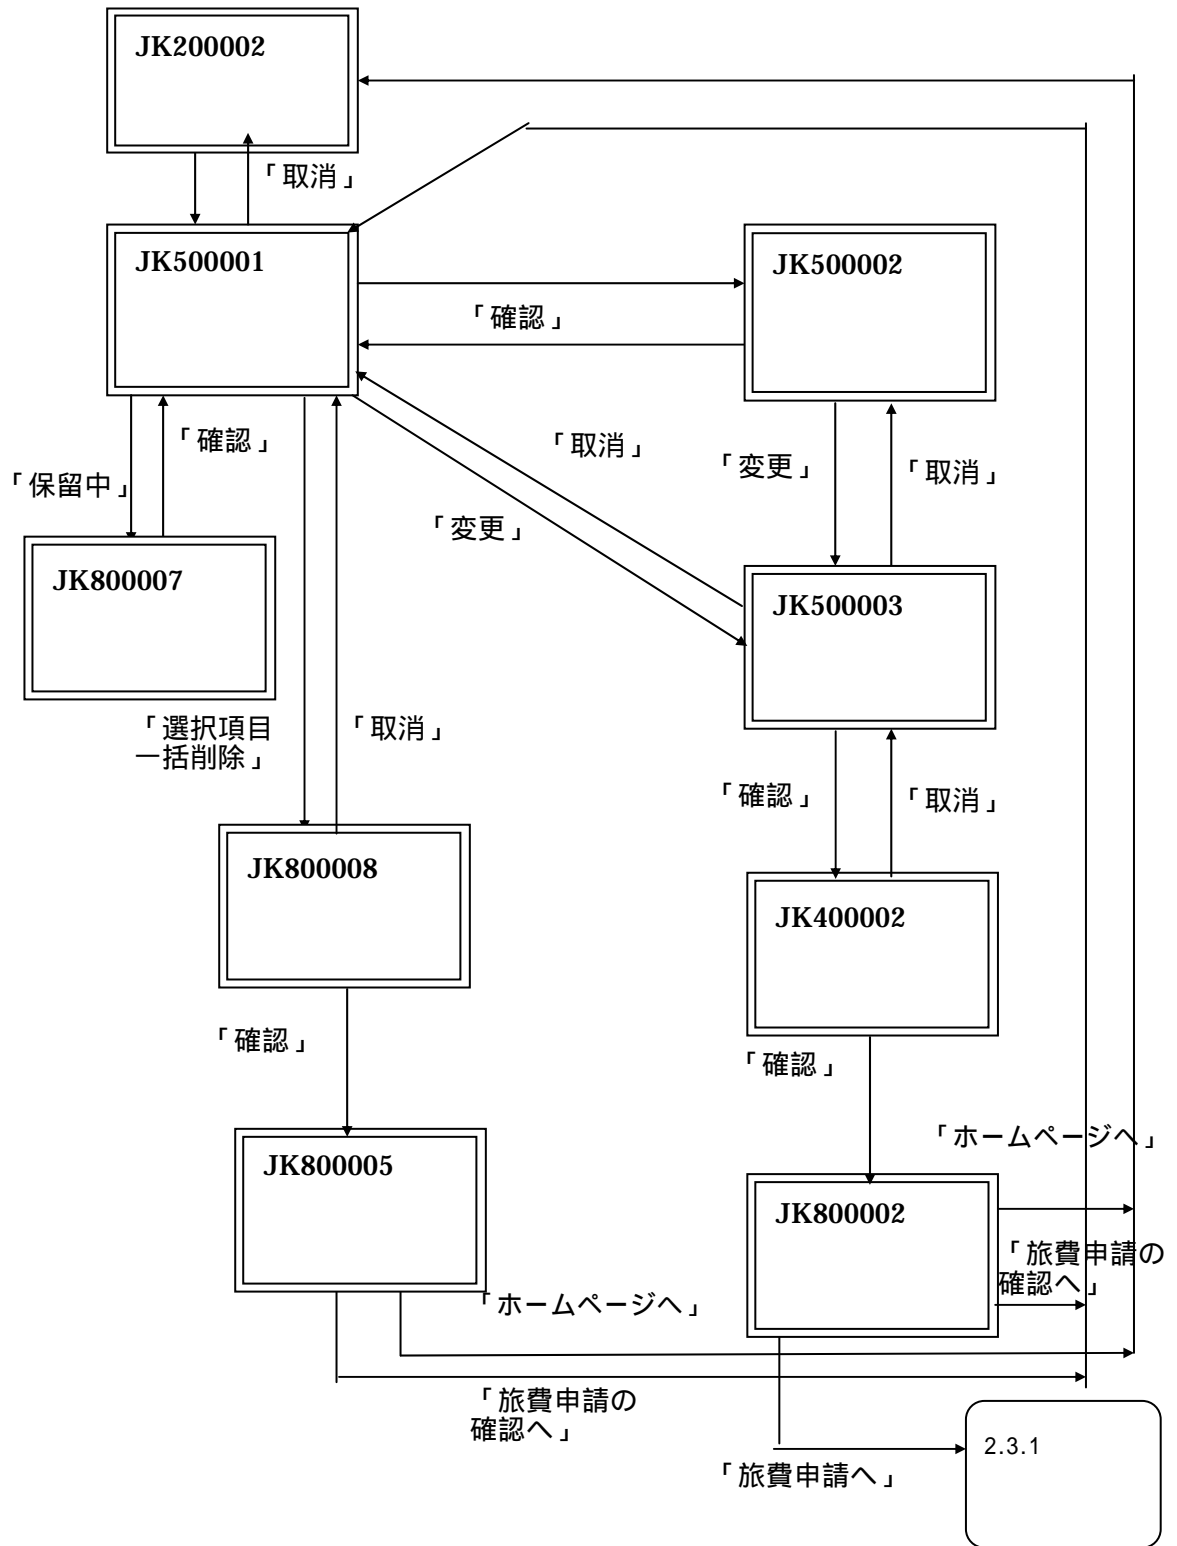 JK200002
「取消」
JK500001
JK500002
「確認」
「確認」
「取消」
「変更」
「取消」
「保留中」
「変更」
JK800007
JK500003
「選択項目
一括削除」
「取消」
「確認」
「取消」
JK800008
JK400002
「確認」
「確認」
「ホームページへ」
JK800005
JK800002
「旅費申請の
確認へ」
「ホームページへ」
「旅費申請の
確認へ」
2.3.1
「旅費申請へ」